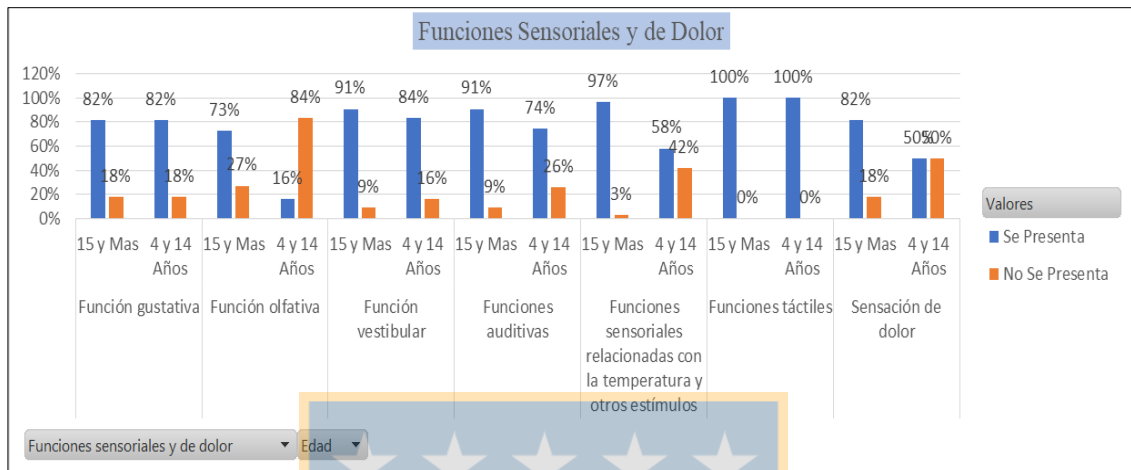 Funciones Sensoriales y de Dolor
120%
100%
80%
60%
40%
20%
0%
82% 18% 82% 18% 73% 27% 16% 84% 91% 9% 84% 16% 91% 9% 74% 26% 97% 3% 58% 42% 100% 0% 100% 0% 82% 18% 50% 50%
15 y Mas 4 y 14 15 y Mas 4 y 14 15 y Mas 4 y 14 15 y Mas 4 y 14 15 y Mas 4 y 14 15 y Mas 4 y 14 15 y Mas 4 y 14
Años Años Años Años Años Años Años
Función gustativa Función olfativa Función Funciones Funciones Funciones táctiles Sensación de
vestibular auditivas sensoriales dolor
relacionadas con
la temperatura y
otros estímulos
Valores
Se Presenta
No Se Presenta
Funciones sensoriales y de dolor Edad